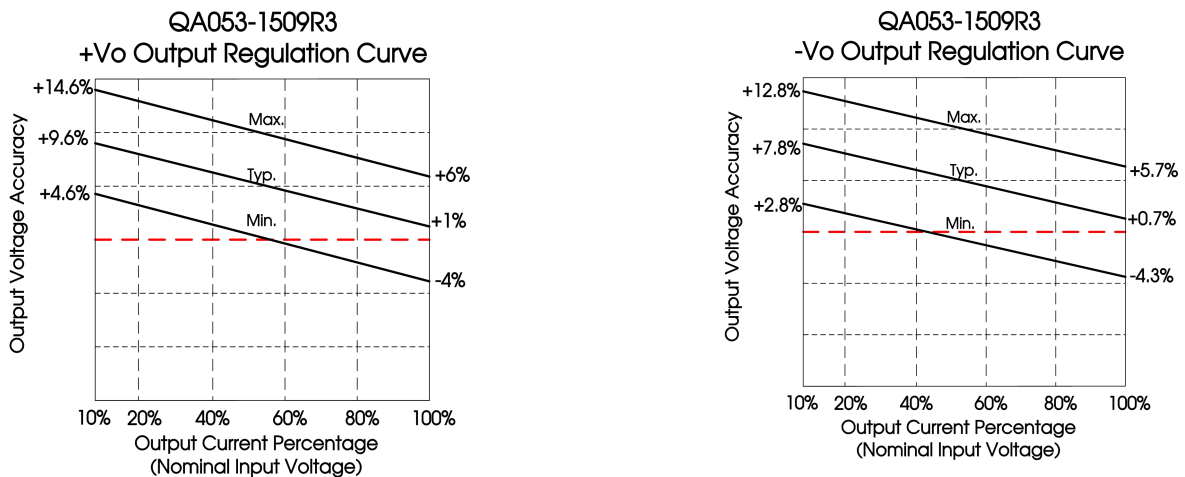 QA053-1509R3
+Vo Output Regulation Curve
+14.6%
+9.6%
+4.6%
Max.
Typ.
Min.
+6%
+1%
-4%
Output Voltage Accuracy
10% 20% 40% 60% 80% 100%
Output Current Percentage
(Nominal Input Voltage)
QA053-1509R3
-Vo Output Regulation Curve
+12.8%
+7.8%
+2.8%
Max.
Typ.
Min.
+5.7%
+0.7%
-4.3%
Output Voltage Accuracy
10% 20% 40% 60% 80% 100%
Output Current Percentage
(Nominal Input Voltage)